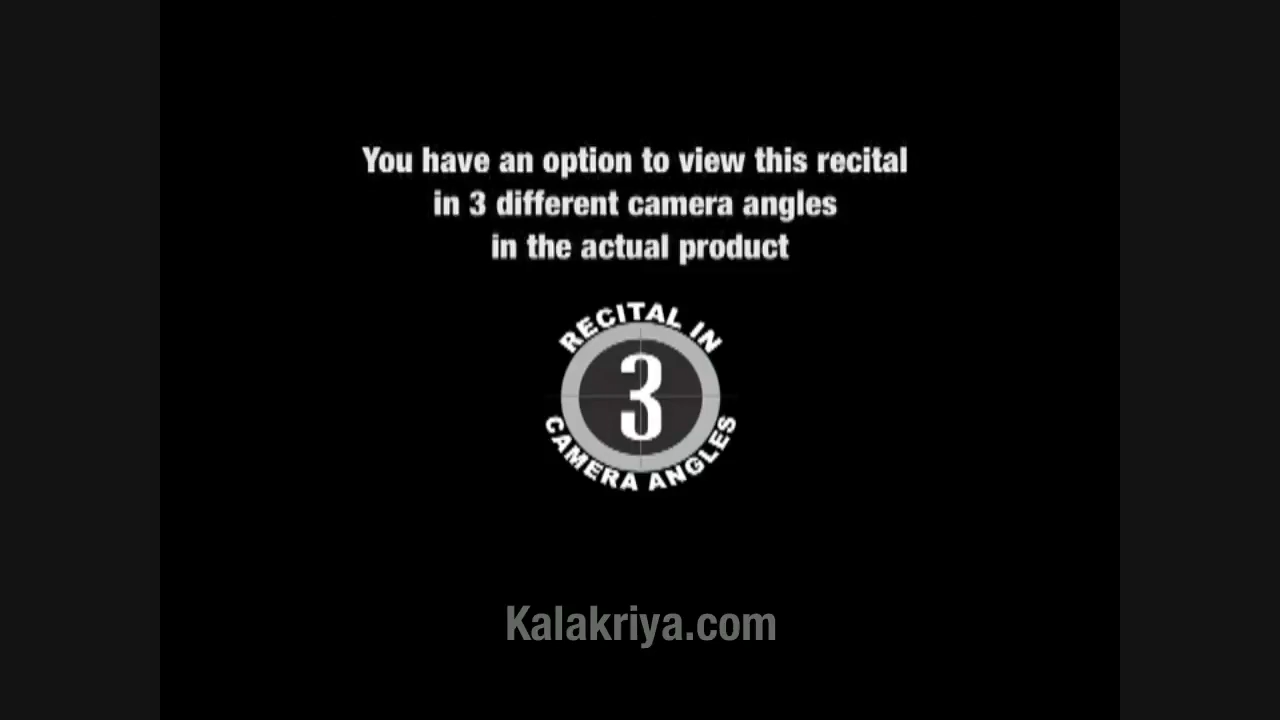 You have an option to view this recital
in 3 different camera angles
in the actual product
RECITAL IN
3
CAMERA ANGLES
Kalakriya.com